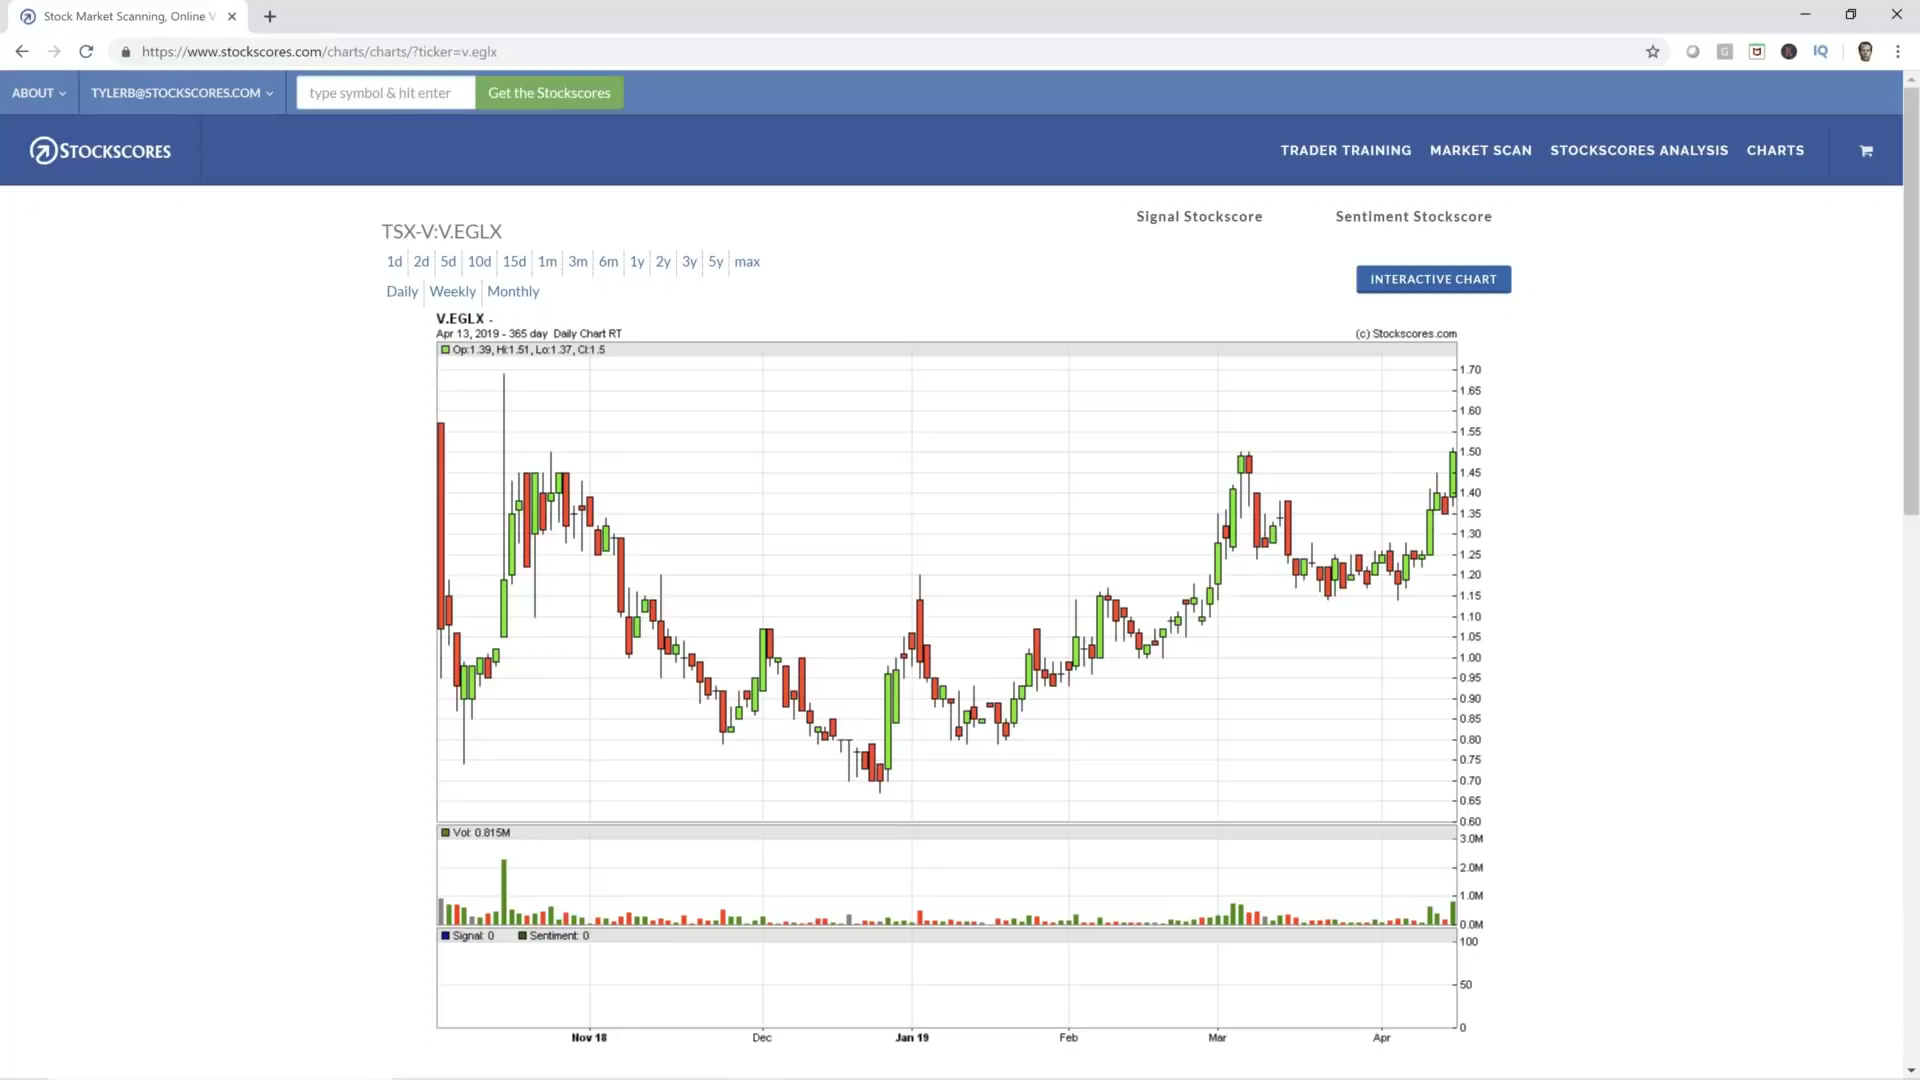 Stock Market Scanning, Online V
https://www.stockscores.com/charts/charts/?ticker=v.eglx
IQ
ABOUT TYLERB@STOCKSCORES.COM type symbol & hit enter Get the Stockscores
STOCKSCORES TRADER TRAINING MARKET SCAN STOCKSCORES ANALYSIS CHARTS
Signal Stockscore Sentiment Stockscore
TSX-V:V.EGLX
1d 2d 5d 10d 15d 1m 3m 6m 1y 2y 3y 5y max
INTERACTIVE CHART
Daily Weekly Monthly
V.EGLX -
Apr 13, 2019 - 365 day Daily Chart RT (c) Stockscores.com
Op:1.39, Hi:1.51, Lo:1.37, Cl:1.5
1.70
1.65
1.60
1.55
1.50
1.45
1.40
1.35
1.30
1.25
1.20
1.15
1.10
1.05
1.00
0.95
0.90
0.85
0.80
0.75
0.70
0.65
0.60
Vol: 0.815M
3.0M
2.0M
1.0M
0.0M
Signal: 0 Sentiment: 0
100
50
0
Nov 18 Dec Jan 19 Feb Mar Apr